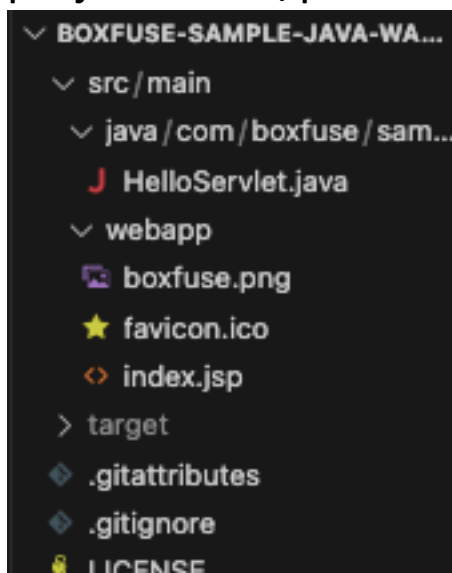 BOXFUSE-SAMPLE-JAVA-WA...
src/main
java/com/boxfuse/sam...
J HelloServlet.java
webapp
boxfuse.png
favicon.ico
<> index.jsp
target
.gitattributes
.gitignore
LICENSE